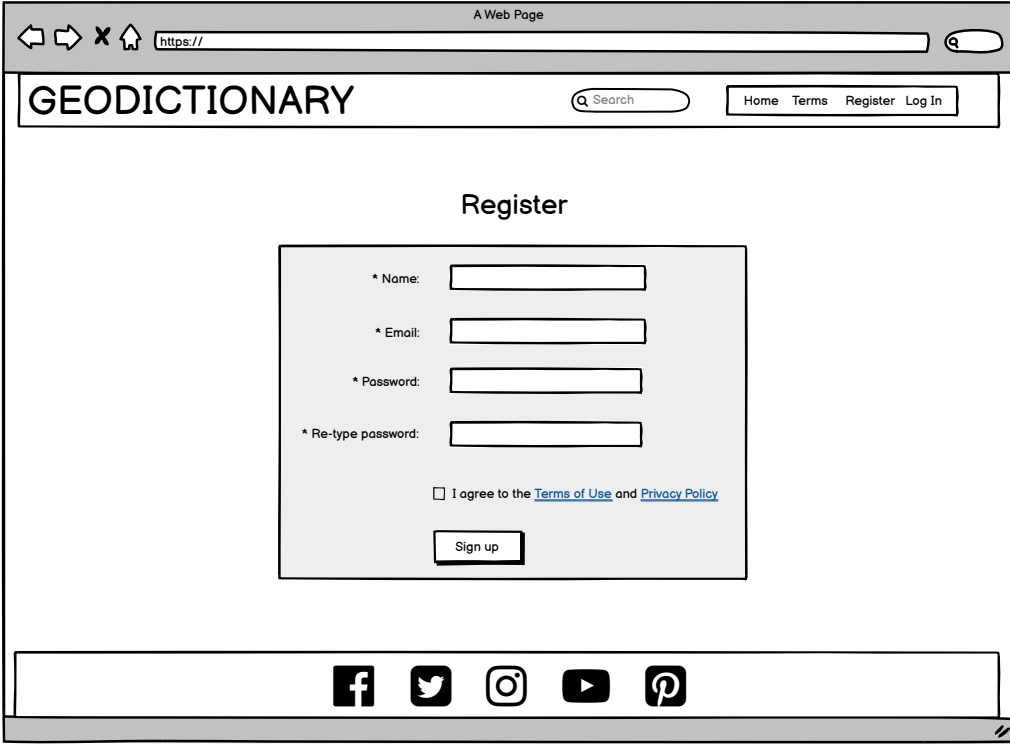 A Web Page
https://
GEODICTIONARY
Search
Home Terms Register Log In
Register
* Name:
* Email:
* Password:
* Re-type password:
I agree to the Terms of Use and Privacy Policy
Sign up